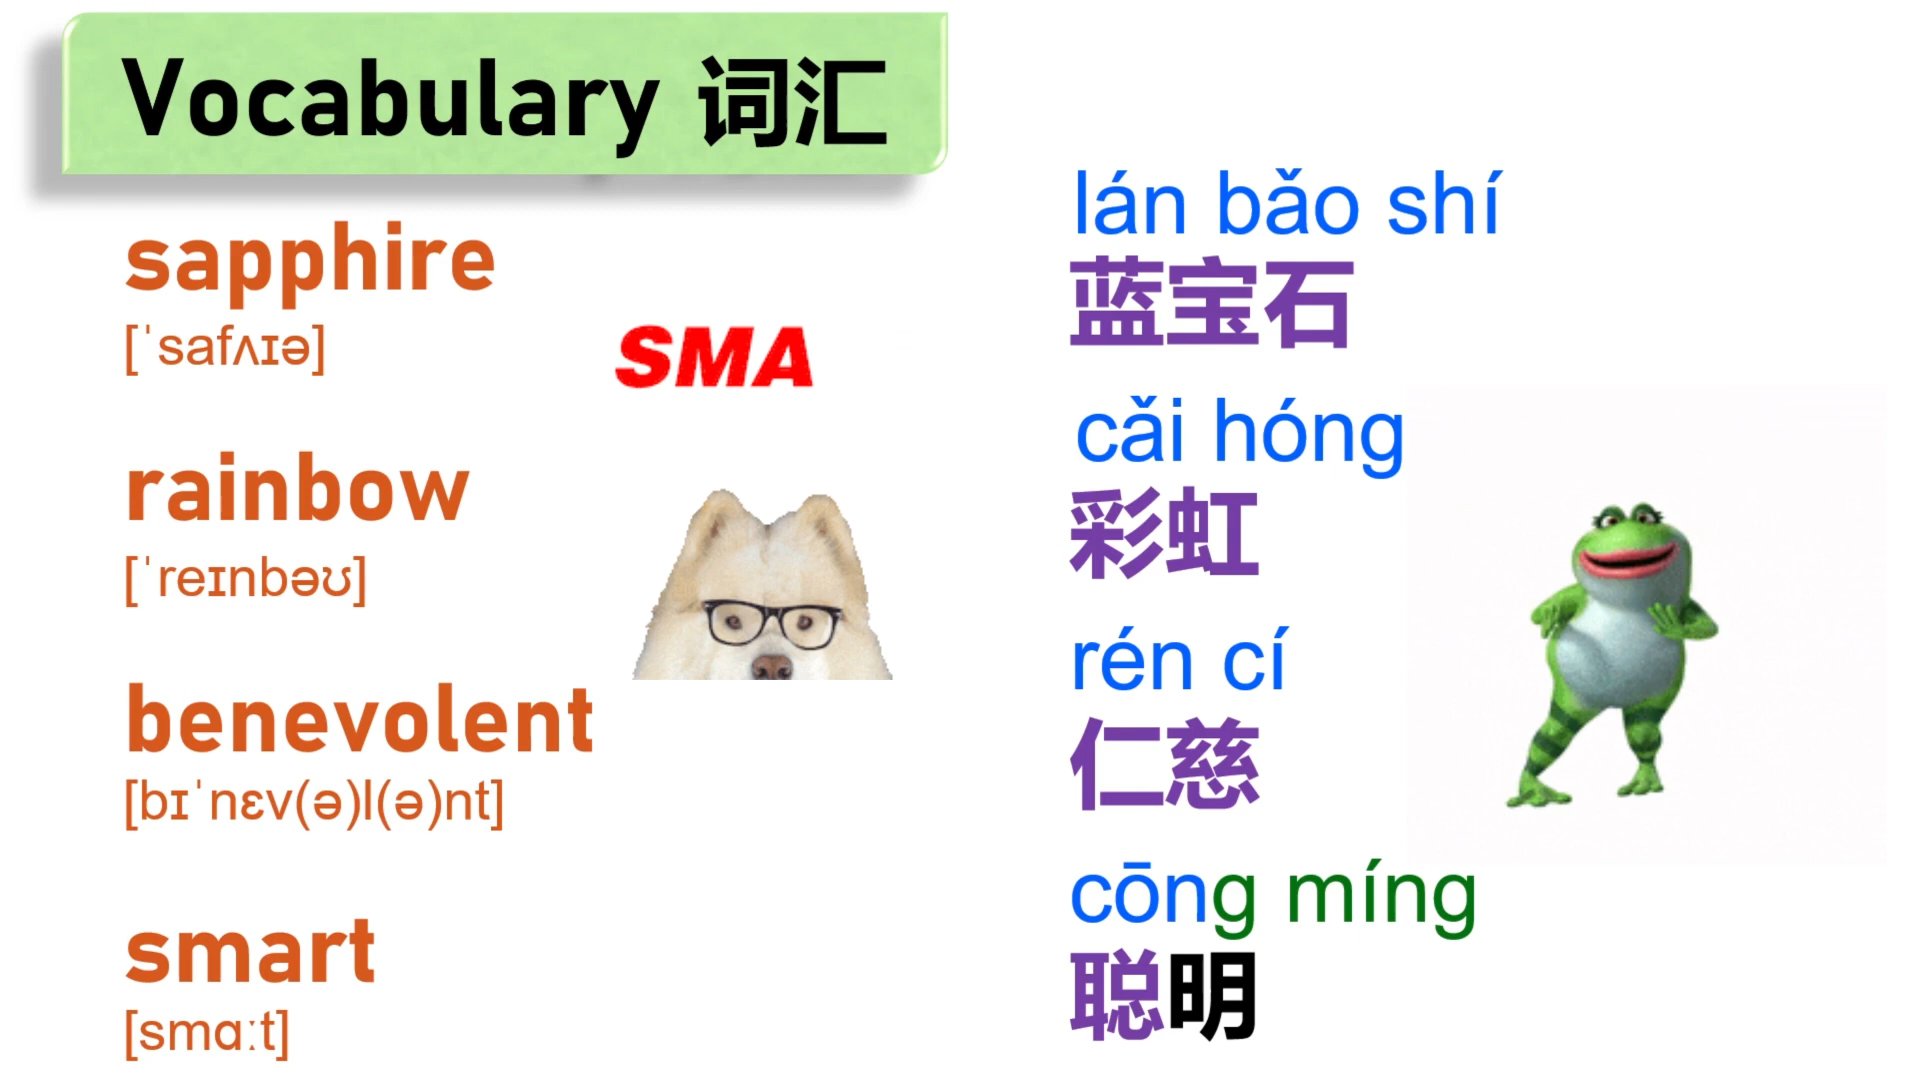 Vocabulary 词汇
sapphire
[ˈsafʌɪə]
SMA
rainbow
[ˈreɪnbəʊ]
benevolent
[bɪˈnɛv(ə)l(ə)nt]
smart
[smɑːt]
lán bǎo shí
蓝宝石
cǎi hóng
彩虹
rén cí
仁慈
cōng míng
聪明